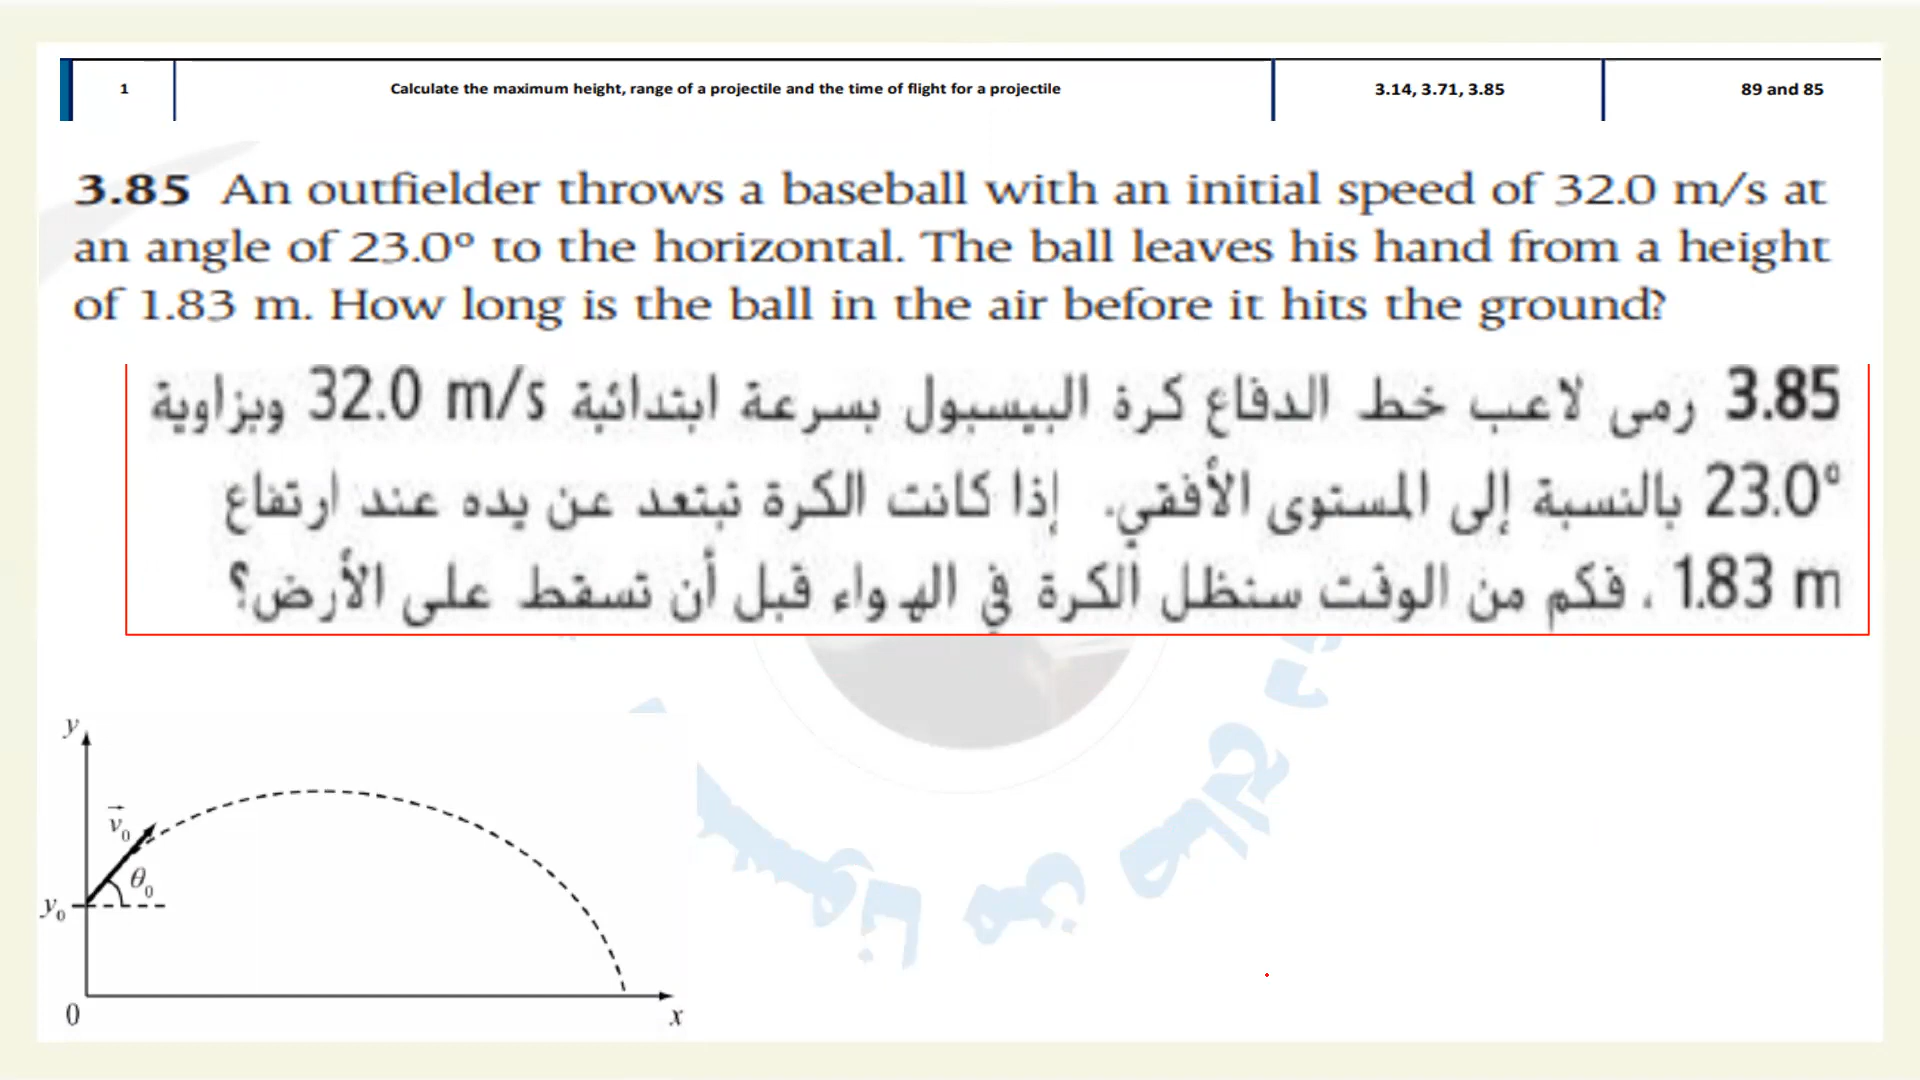 1 Calculate the maximum height, range of a projectile and the time of flight for a projectile 3.14, 3.71, 3.85 89 and 85
3.85 An outfielder throws a baseball with an initial speed of 32.0 m/s at
an angle of 23.0° to the horizontal. The ball leaves his hand from a height
of 1.83 m. How long is the ball in the air before it hits the ground?
3.85 رمى لاعب خط الدفاع كرة البيسبول بسرعة ابتدائية 32.0 m/s وبزاوية
23.0° بالنسبة إلى المستوى الأفقي. إذا كانت الكرة تبتعد عن يده عند ارتفاع
1.83 m، فكم من الوقت ستظل الكرة في الهواء قبل أن تسقط على الأرض؟
y
v₀
θ₀
y₀
0
x